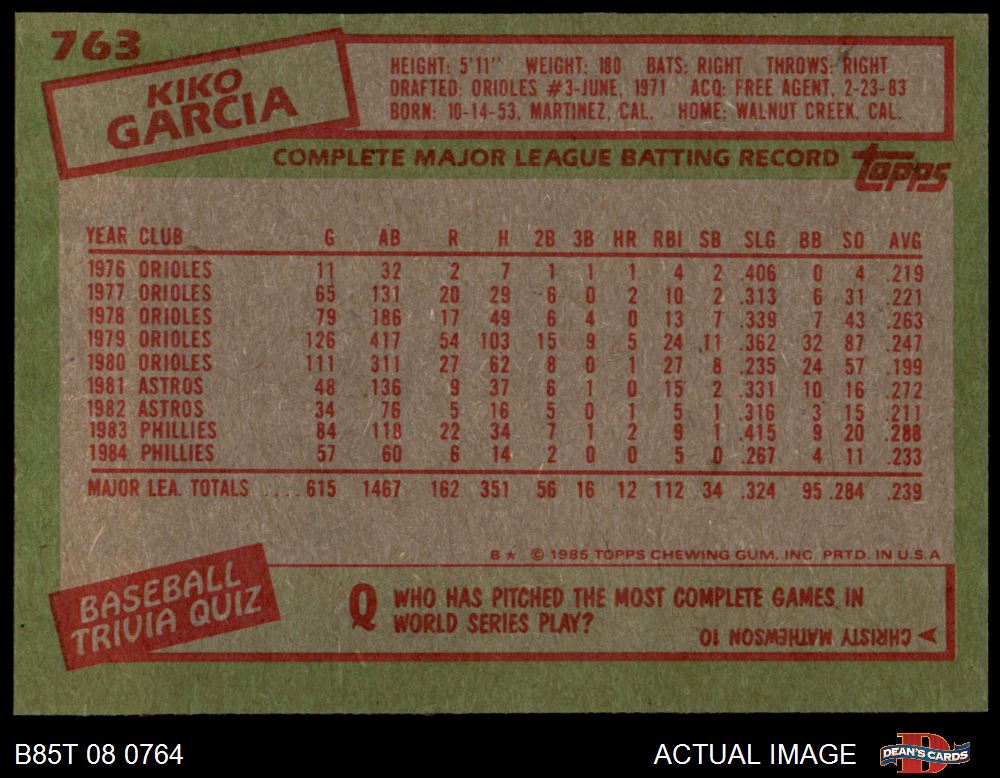 763
KIKO
GARCIA
HEIGHT: 5'11" WEIGHT: 180 BATS: RIGHT THROWS: RIGHT
DRAFTED: ORIOLES #3-JUNE, 1971 ACQ: FREE AGENT, 2-23-83
BORN: 10-14-53, MARTINEZ, CAL. HOME: WALNUT CREEK, CAL.
COMPLETE MAJOR LEAGUE BATTING RECORD
topps
YEAR CLUB G AB R H 2B 3B HR RBI SB SLG BB SO AVG
1976 ORIOLES 11 32 2 7 1 1 1 4 2 .406 0 4 .219
1977 ORIOLES 65 131 20 29 6 0 2 10 2 .313 6 31 .221
1978 ORIOLES 79 186 17 49 6 4 0 13 7 .339 7 43 .263
1979 ORIOLES 126 417 54 103 15 9 5 24 11 .362 32 87 .247
1980 ORIOLES 111 311 27 62 8 0 1 27 8 .235 24 57 .199
1981 ASTROS 48 136 9 37 6 1 0 15 2 .331 10 16 .272
1982 ASTROS 34 76 5 16 5 0 1 5 1 .316 3 15 .211
1983 PHILLIES 84 118 22 34 7 1 2 9 1 .415 9 20 .288
1984 PHILLIES 57 60 6 14 2 0 0 5 0 .267 4 11 .233
MAJOR LEA. TOTALS ....615 1467 162 351 56 16 12 112 34 .324 95 .284 .239
B★ © 1985 TOPPS CHEWING GUM, INC. PRTD. IN U.S.A
BASEBALL
TRIVIA QUIZ
Q WHO HAS PITCHED THE MOST COMPLETE GAMES IN
WORLD SERIES PLAY?
CHRISTY MATHEWSON 10
B85T 08 0764
ACTUAL IMAGE
D
DEAN'S CARDS